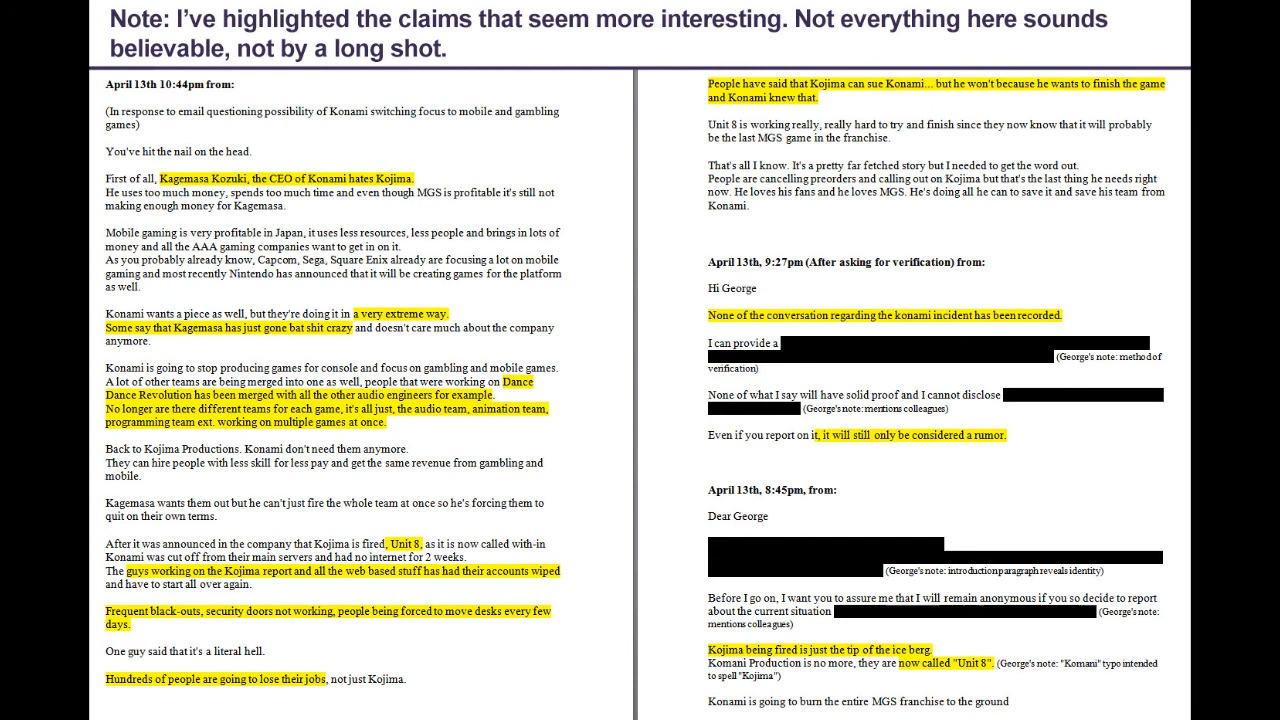 Note: I've highlighted the claims that seem more interesting. Not everything here sounds
believable, not by a long shot.
April 13th 10:44pm from:
(In response to email questioning possibility of Konami switching focus to mobile and gambling
games)
You've hit the nail on the head.
First of all, Kagemasa Kozuki, the CEO of Konami hates Kojima.
He uses too much money, spends too much time and even though MGS is profitable it's still not
making enough money for Kagemasa.
Mobile gaming is very profitable in Japan, it uses less resources, less people and brings in lots of
money and all the AAA gaming companies want to get in on it.
As you probably already know, Capcom, Sega, Square Enix already are focusing a lot on mobile
gaming and most recently Nintendo has announced that it will be creating games for the platform
as well.
Konami wants a piece as well, but they're doing it in a very extreme way.
Some say that Kagemasa has just gone bat shit crazy and doesn't care much about the company
anymore.
Konami is going to stop producing games for console and focus on gambling and mobile games.
A lot of other teams are being merged into one as well, people that were working on Dance
Dance Revolution has been merged with all the other audio engineers for example.
No longer are there different teams for each game, it's all just, the audio team, animation team,
programming team ext. working on multiple games at once.
Back to Kojima Productions. Konami don't need them anymore.
They can hire people with less skill for less pay and get the same revenue from gambling and
mobile.
Kagemasa wants them out but he can't just fire the whole team at once so he's forcing them to
quit on their own terms.
After it was announced in the company that Kojima is fired, Unit 8, as it is now called with-in
Konami was cut off from their main servers and had no internet for 2 weeks.
The guys working on the Kojima report and all the web based stuff has had their accounts wiped
and have to start all over again.
Frequent black-outs, security doors not working, people being forced to move desks every few
days.
One guy said that it's a literal hell.
Hundreds of people are going to lose their jobs, not just Kojima.
People have said that Kojima can sue Konami... but he won't because he wants to finish the game
and Konami knew that.
Unit 8 is working really, really hard to try and finish since they now know that it will probably
be the last MGS game in the franchise.
That's all I know. It's a pretty far fetched story but I needed to get the word out.
People are cancelling preorders and calling out on Kojima but that's the last thing he needs right
now. He loves his fans and he loves MGS. He's doing all he can to save it and save his team from
Konami.
April 13th, 9:27pm (After asking for verification) from:
Hi George
None of the conversation regarding the konami incident has been recorded.
I can provide a
(George's note: method of
verification)
None of what I say will have solid proof and I cannot disclose
(George's note: mentions colleagues)
Even if you report on it, it will still only be considered a rumor.
April 13th, 8:45pm, from:
Dear George
(George's note: introduction paragraph reveals identity)
Before I go on, I want you to assure me that I will remain anonymous if you so decide to report
about the current situation (George's note:
mentions colleagues)
Kojima being fired is just the tip of the ice berg.
Komani Production is no more, they are now called "Unit 8". (George's note: "Komani" typo intended
to spell "Kojima")
Konami is going to burn the entire MGS franchise to the ground